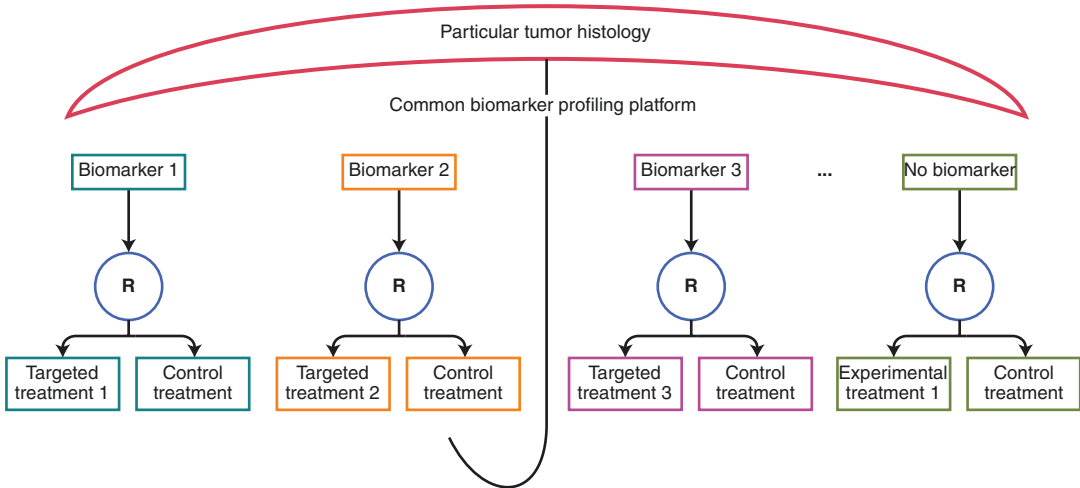 Particular tumor histology
Common biomarker profiling platform
Biomarker 1
Biomarker 2
Biomarker 3
...
No biomarker
R
R
R
R
Targeted
treatment 1
Control
treatment
Targeted
treatment 2
Control
treatment
Targeted
treatment 3
Control
treatment
Experimental
treatment 1
Control
treatment